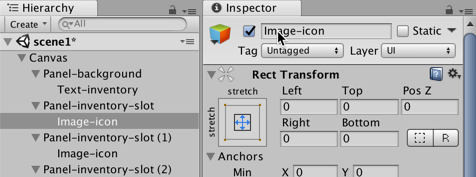 Hierarchy
Create
All
scene1*
Canvas
Panel-background
Text-inventory
Panel-inventory-slot
Image-icon
Panel-inventory-slot (1)
Image-icon
Panel-inventory-slot (2)
Inspector
Image-icon
Static
Tag Untagged Layer UI
Rect Transform
stretch
stretch
Left Top Pos Z
0 0 0
Right Bottom
0 0
R
Anchors
Min X 0 Y 0